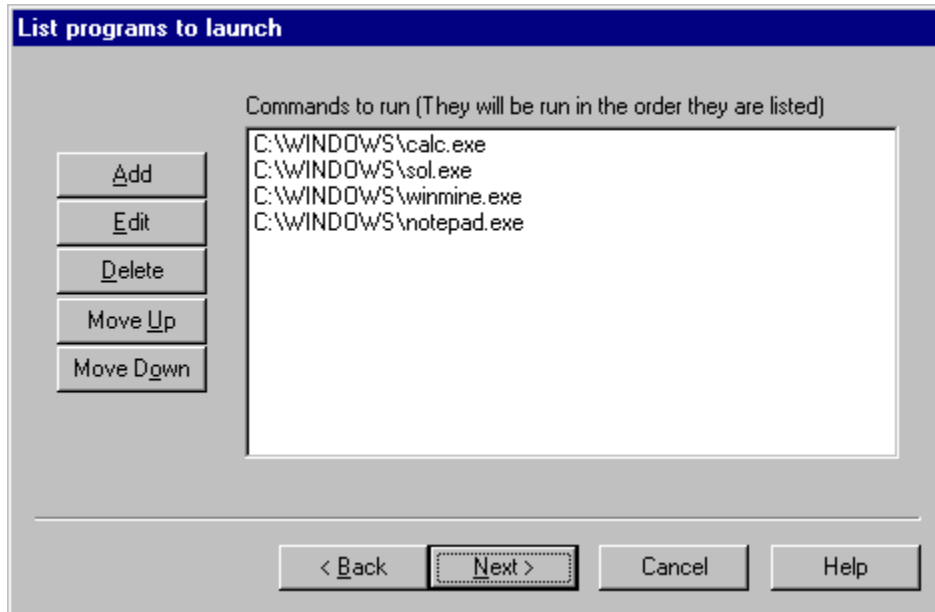 List programs to launch
Commands to run (They will be run in the order they are listed)
C:\WINDOWS\calc.exe
C:\WINDOWS\sol.exe
C:\WINDOWS\winmine.exe
C:\WINDOWS\notepad.exe
Add
Edit
Delete
Move Up
Move Down
< Back
Next >
Cancel
Help